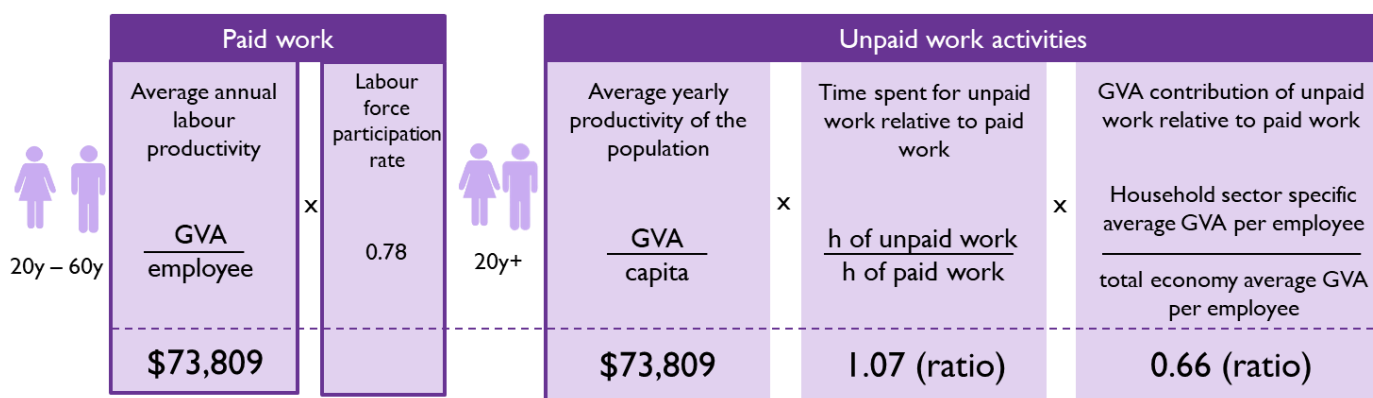 Paid work
Average annual
labour
productivity
GVA
employee
$73,809
x
Labour
force
participation
rate
0.78
20y – 60y
Unpaid work activities
20y+
Average yearly
productivity of the
population
GVA
capita
$73,809
x
Time spent for unpaid
work relative to paid
work
h of unpaid work
h of paid work
1.07 (ratio)
x
GVA contribution of unpaid
work relative to paid work
Household sector specific
average GVA per employee
total economy average GVA
per employee
0.66 (ratio)